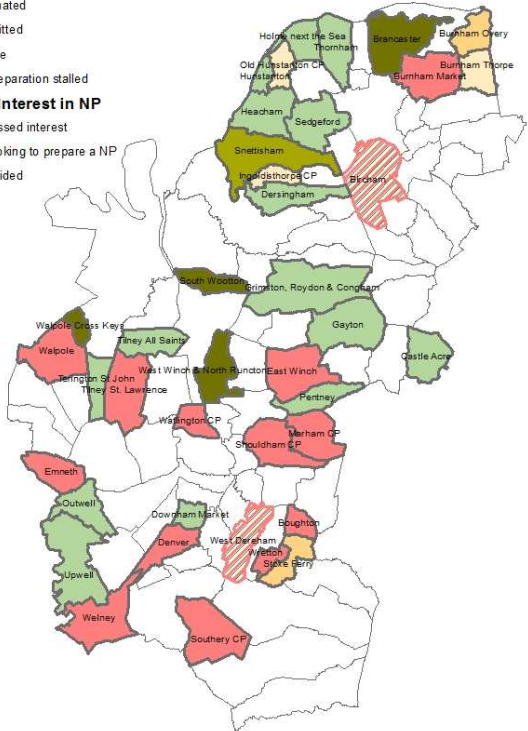 nated
itted
e
eparation stalled
Interest in NP
ssed interest
oking to prepare a NP
ided
Holme next the Sea
Thornham
Brancaster
Burnham Overy
Old Hunstanton CP
Hunstanton
Burnham Market
Burnham Thorpe
Heacham
Sedgeford
Snettisham
Ingoldisthorpe CP
Bircham
Dersingham
South Wootton
Grimston, Roydon & Congham
Walpole Cross Keys
Gayton
Walpole
Tilney All Saints
Castle Acre
West Winch & North Runcton
East Winch
Terington St John
Tilney St. Lawrence
Pentney
Watlington CP
Marham CP
Shouldham CP
Emneth
Outwell
Downham Market
Boughton
Denver
West Dereham
Wretton
Stoke Ferry
Upwell
Welney
Southery CP